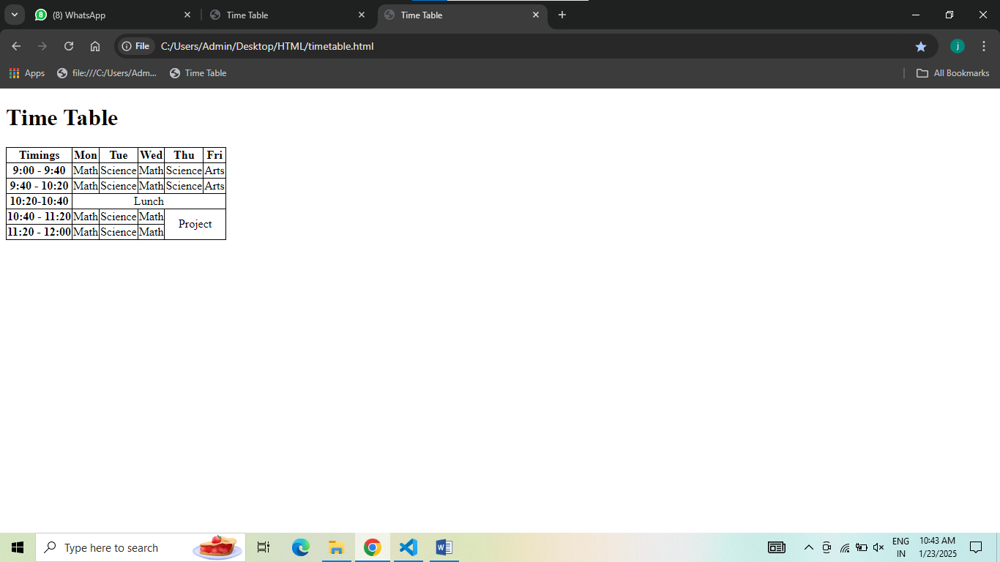 8 (8) WhatsApp Time Table Time Table
File C:/Users/Admin/Desktop/HTML/timetable.html j
Apps file:///C:/Users/Adm... Time Table All Bookmarks
Time Table
Timings Mon Tue Wed Thu Fri
9:00 - 9:40 Math Science Math Science Arts
9:40 - 10:20 Math Science Math Science Arts
10:20-10:40 Lunch
10:40 - 11:20 Math Science Math Project
11:20 - 12:00 Math Science Math
Type here to search W ENG 10:43 AM
IN 1/23/2025